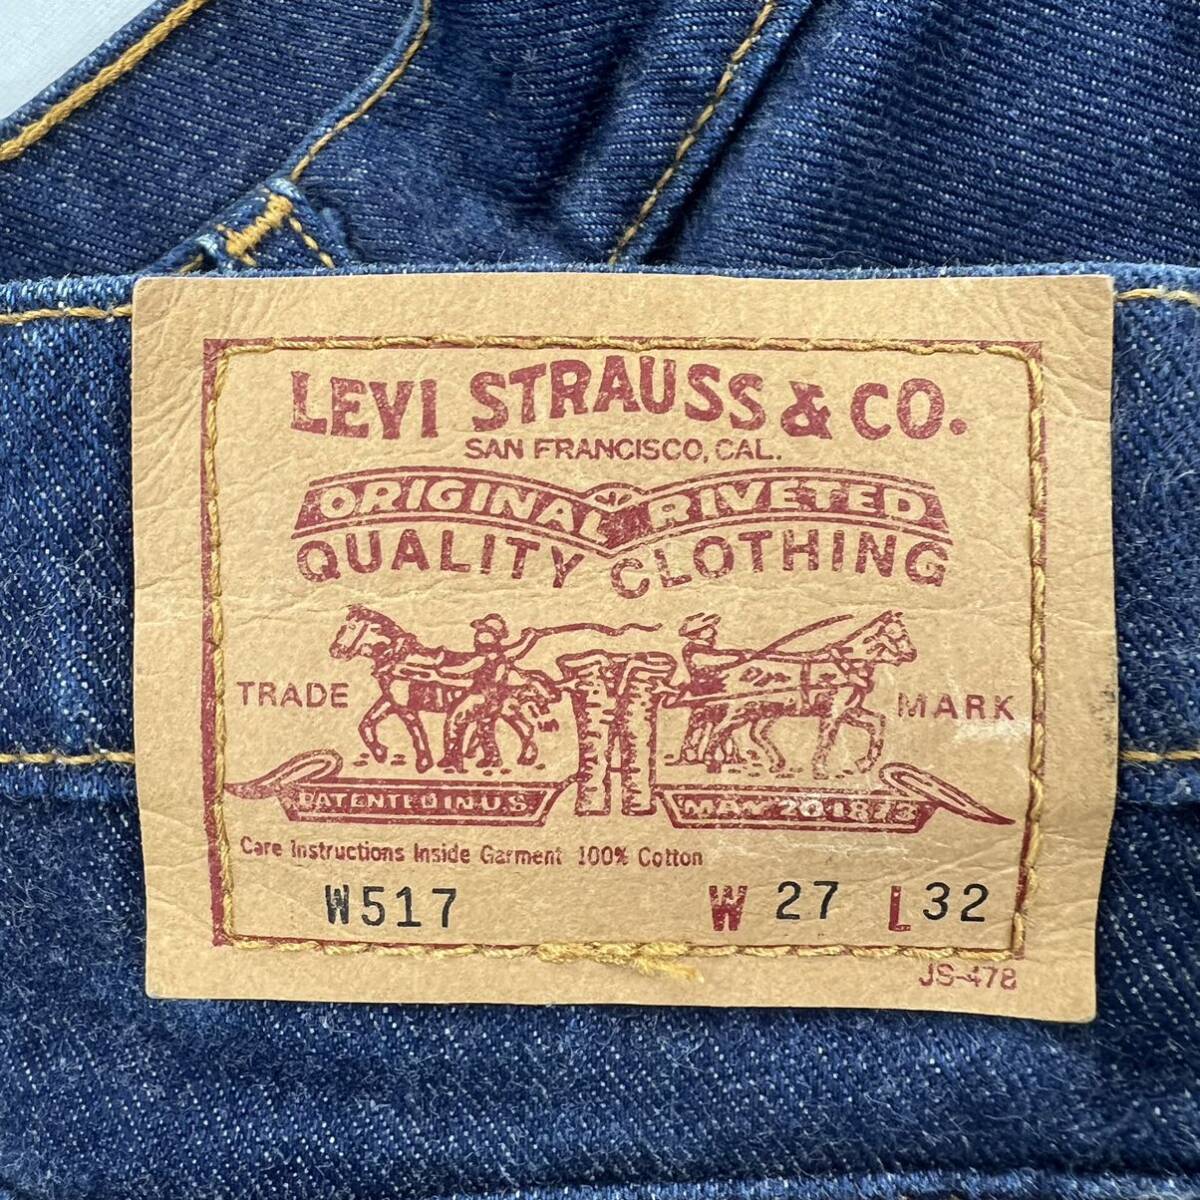 LEVI STRAUSS & CO.
SAN FRANCISCO, CAL.
ORIGINAL RIVETED
QUALITY CLOTHING
TRADE MARK
PATENTED IN U.S. MAY 20 1873
Care Instructions Inside Garment 100% Cotton
W517 W 27 L 32
JS-478